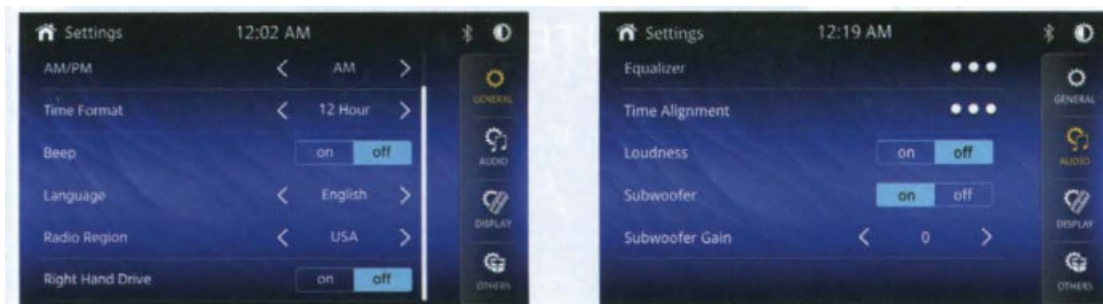 Settings 12:02 AM
AM/PM AM
GENERAL
Time Format 12 Hour
Beep on off
AUDIO
Language English
DISPLAY
Radio Region USA
Right Hand Drive on off
OTHERS
Settings 12:19 AM
Equalizer
GENERAL
Time Alignment
Loudness on off
AUDIO
Subwoofer on off
DISPLAY
Subwoofer Gain 0
OTHERS